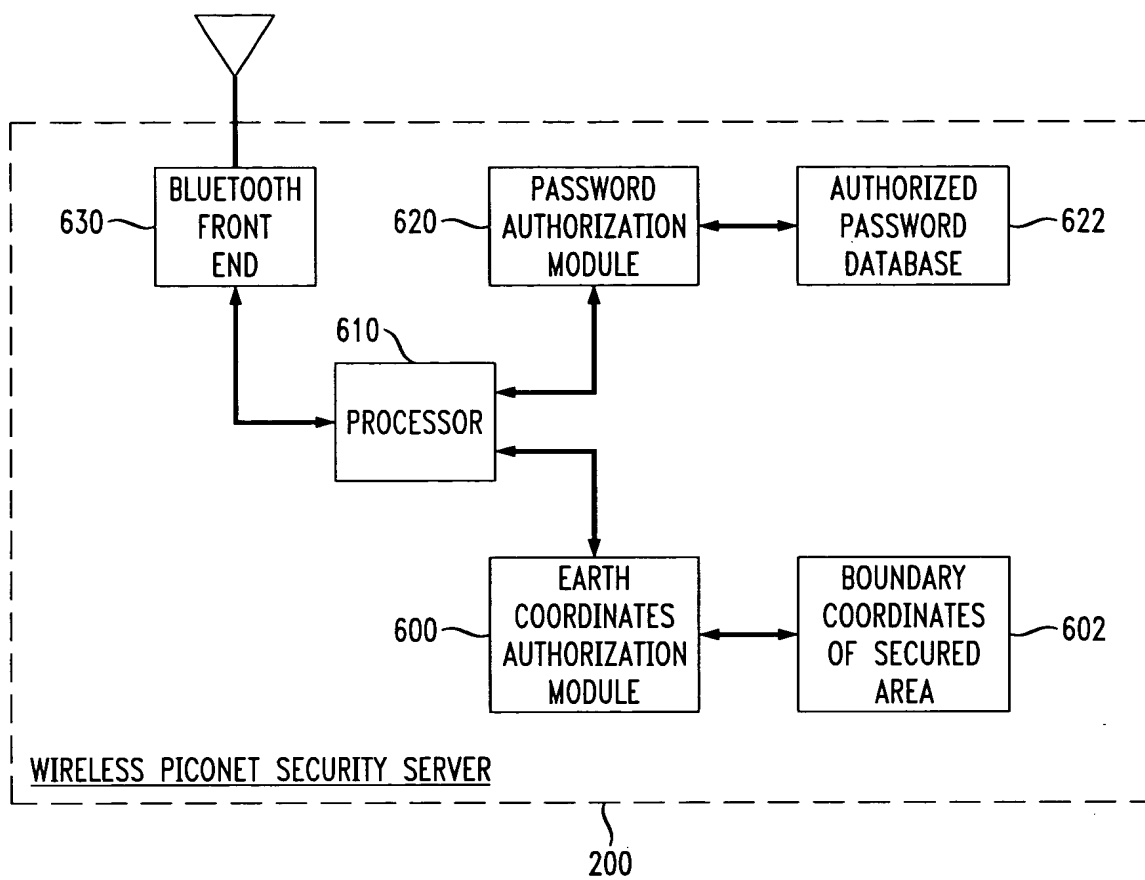 630
BLUETOOTH
FRONT
END
620
PASSWORD
AUTHORIZATION
MODULE
AUTHORIZED
PASSWORD
DATABASE
622
610
PROCESSOR
600
EARTH
COORDINATES
AUTHORIZATION
MODULE
BOUNDARY
COORDINATES
OF SECURED
AREA
602
WIRELESS PICONET SECURITY SERVER
200